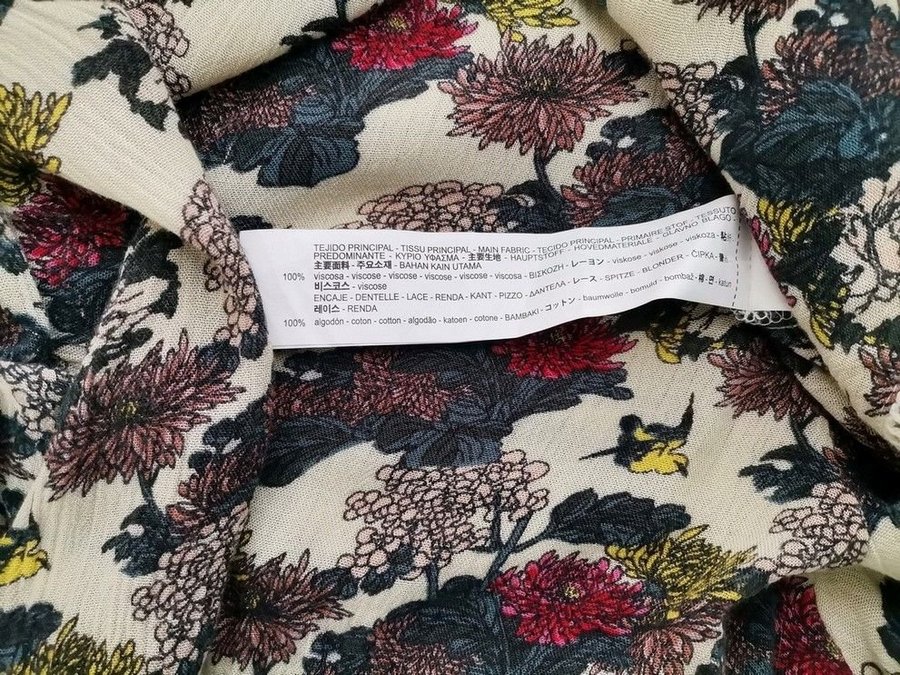 TEJIDO PRINCIPAL - TISSU PRINCIPAL - MAIN FABRIC - TECIDO PRINCIPAL - PRIMAIRE STOF - TESSUTO
PREDOMINANTE - ΚΥΡΙΟ ΥΦΑΣΜΑ - 主要生地 - HAUPTSTOFF - HOVEDMATERIALE - GLAVNO BLAGO -
主要面料 - 주요소재 - BAHAN KAIN UTAMA
100% viscosa - viscose - viscose - viscose - viscose - viscosa - ΒΙΣΚΟΖΗ - レーヨン - viskose - viskose - viskoza -
비스코스 - viscose
ENCAJE - DENTELLE - LACE - RENDA - KANT - PIZZO - ΔΑΝΤΕΛΑ - レース - SPITZE - BLONDER - ČIPKA -
레이스 - RENDA
100% algodón - coton - cotton - algodão - katoen - cotone - ΒΑΜΒΑΚΙ - コットン - baumwolle - bomuld - bombaž - 棉 - 면 - katun